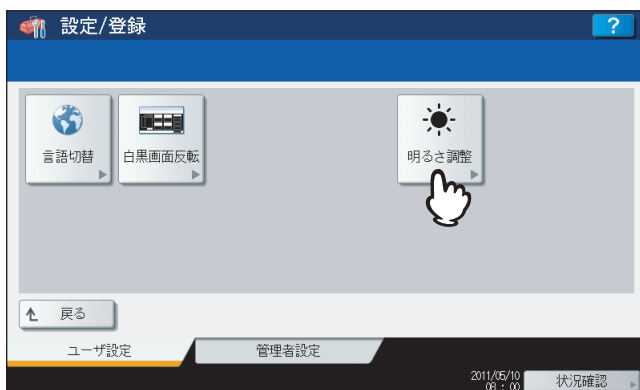 設定/登録
?
言語切替
白黒画面反転
明るさ調整
戻る
ユーザ設定
管理者設定
2011/05/10
08 : 00
状況確認